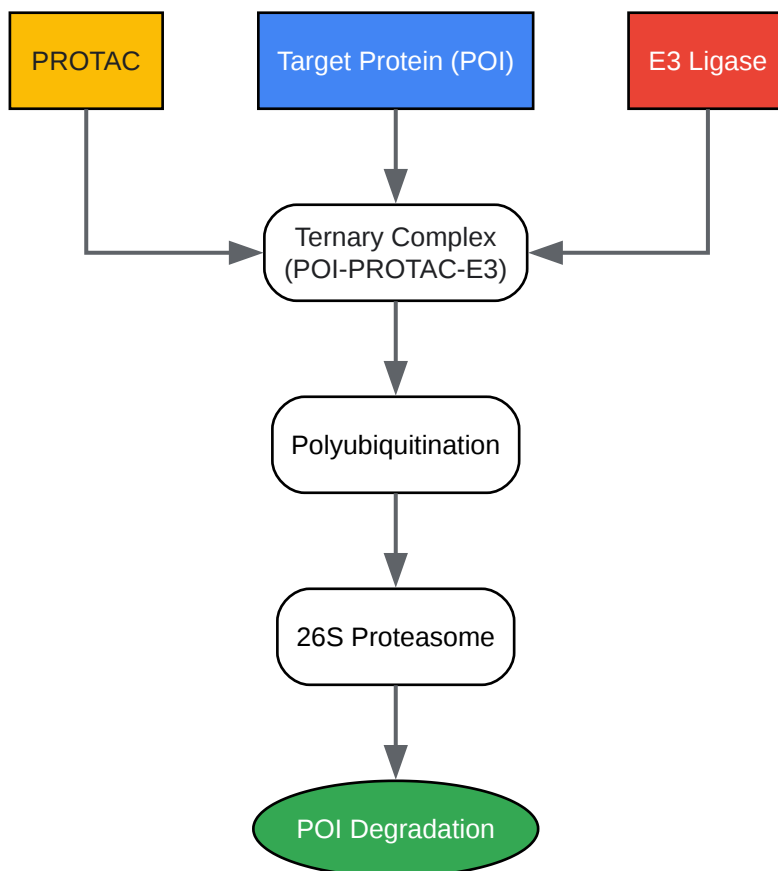 PROTAC
Target Protein (POI)
E3 Ligase
Ternary Complex
(POI-PROTAC-E3)
Polyubiquitination
26S Proteasome
POI Degradation